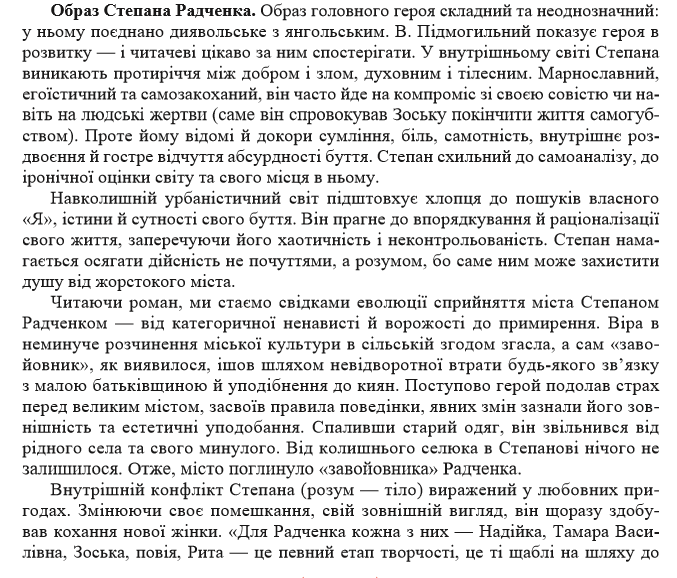 Образ Степана Радченка. Образ головного героя складний та неоднозначний:
у ньому поєднано диявольське з янгольським. В. Підмогильний показує героя в
розвитку — і читачеві цікаво за ним спостерігати. У внутрішньому світі Степана
виникають протиріччя між добром і злом, духовним і тілесним. Марнославний,
егоїстичний та самозакоханий, він часто йде на компроміс зі своєю совістю чи на-
віть на людські жертви (саме він спровокував Зоську покінчити життя самогуб-
ством). Проте йому відомі й докори сумління, біль, самотність, внутрішнє роз-
двоєння й гостре відчуття абсурдності буття. Степан схильний до самоаналізу, до
іронічної оцінки світу та свого місця в ньому.
Навколишній урбаністичний світ підштовхує хлопця до пошуків власного
«Я», істини й сутності свого буття. Він прагне до впорядкування й раціоналізації
свого життя, заперечуючи його хаотичність і неконтрольованість. Степан нама-
гається осягати дійсність не почуттями, а розумом, бо саме ним може захистити
душу від жорстокого міста.
Читаючи роман, ми стаємо свідками еволюції сприйняття міста Степаном
Радченком — від категоричної ненависті й ворожості до примирення. Віра в
неминуче розчинення міської культури в сільській згодом згасла, а сам «заво-
йовник», як виявилося, ішов шляхом невідворотної втрати будь-якого зв’язку
з малою батьківщиною й уподібнення до киян. Поступово герой подолав страх
перед великим містом, засвоїв правила поведінки, явних змін зазнали його зов-
нішність та естетичні уподобання. Спаливши старий одяг, він звільнився від
рідного села та свого минулого. Від колишнього селюка в Степанові нічого не
залишилося. Отже, місто поглинуло «завойовника» Радченка.
Внутрішній конфлікт Степана (розум — тіло) виражений у любовних при-
годах. Змінюючи своє помешкання, свій зовнішній вигляд, він щоразу здобу-
вав кохання нової жінки. «Для Радченка кожна з них — Надійка, Тамара Васи-
лівна, Зоська, повія, Рита — це певний етап творчості, це ті щаблі на шляху до